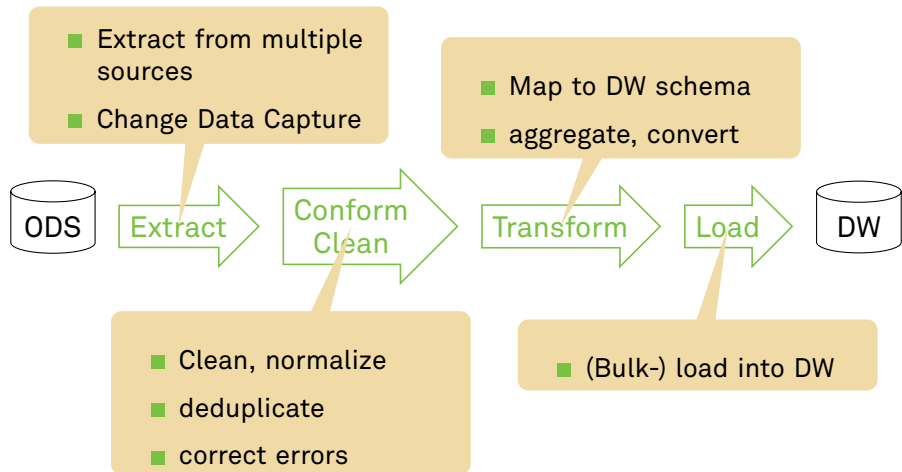 Extract from multiple
sources
Change Data Capture
Map to DW schema
aggregate, convert
ODS
Extract
Conform
Clean
Transform
Load
DW
Clean, normalize
deduplicate
correct errors
(Bulk-) load into DW